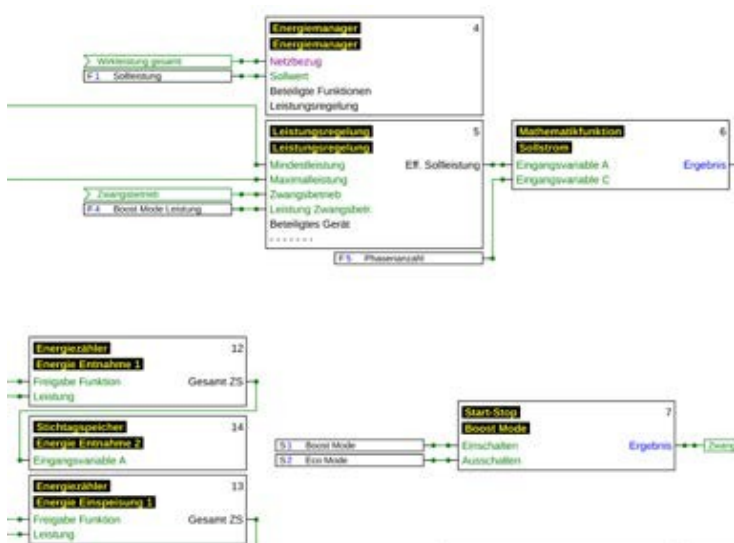 Energiemanager 4
Energiemanager
Wirkleistung gesamt
Netzbezug
F1 Sollleistung
Sollwert
Beteiligte Funktionen
Leistungsregelung
Leistungsregelung 5
Leistungsregelung
Mindestleistung Eff. Sollleistung
Maximalleistung
Zwangsbetrieb
Zwangsbetrieb
F4 Boost Mode Leistung
Leistung Zwangsbetr.
Beteiligtes Gerät
- - - - - - -
F5 Phasenanzahl
Mathematikfunktion 6
Sollstrom
Eingangsvariable A Ergebnis
Eingangsvariable C
Energiezähler 12
Energie Entnahme 1
Freigabe Funktion Gesamt ZS
Leistung
Stichtagspeicher 14
Energie Entnahme 2
Eingangsvariable A
Energiezähler 13
Energie Einspeisung 1
Freigabe Funktion Gesamt ZS
Leistung
Start-Stop 7
Boost Mode
S1 Boost Mode
Einschalten Ergebnis
Zwang
S2 Eco Mode
Ausschalten